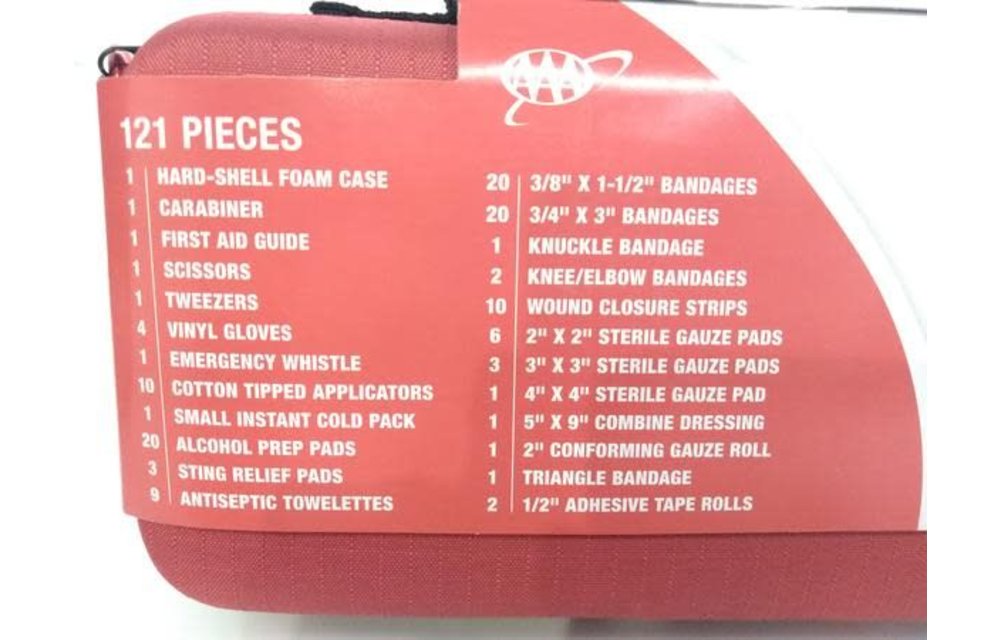 AAA
121 PIECES
1 HARD-SHELL FOAM CASE
1 CARABINER
1 FIRST AID GUIDE
1 SCISSORS
1 TWEEZERS
4 VINYL GLOVES
1 EMERGENCY WHISTLE
10 COTTON TIPPED APPLICATORS
1 SMALL INSTANT COLD PACK
20 ALCOHOL PREP PADS
3 STING RELIEF PADS
9 ANTISEPTIC TOWELETTES
20 3/8" X 1-1/2" BANDAGES
20 3/4" X 3" BANDAGES
1 KNUCKLE BANDAGE
2 KNEE/ELBOW BANDAGES
10 WOUND CLOSURE STRIPS
6 2" X 2" STERILE GAUZE PADS
3 3" X 3" STERILE GAUZE PADS
1 4" X 4" STERILE GAUZE PAD
1 5" X 9" COMBINE DRESSING
1 2" CONFORMING GAUZE ROLL
1 TRIANGLE BANDAGE
2 1/2" ADHESIVE TAPE ROLLS